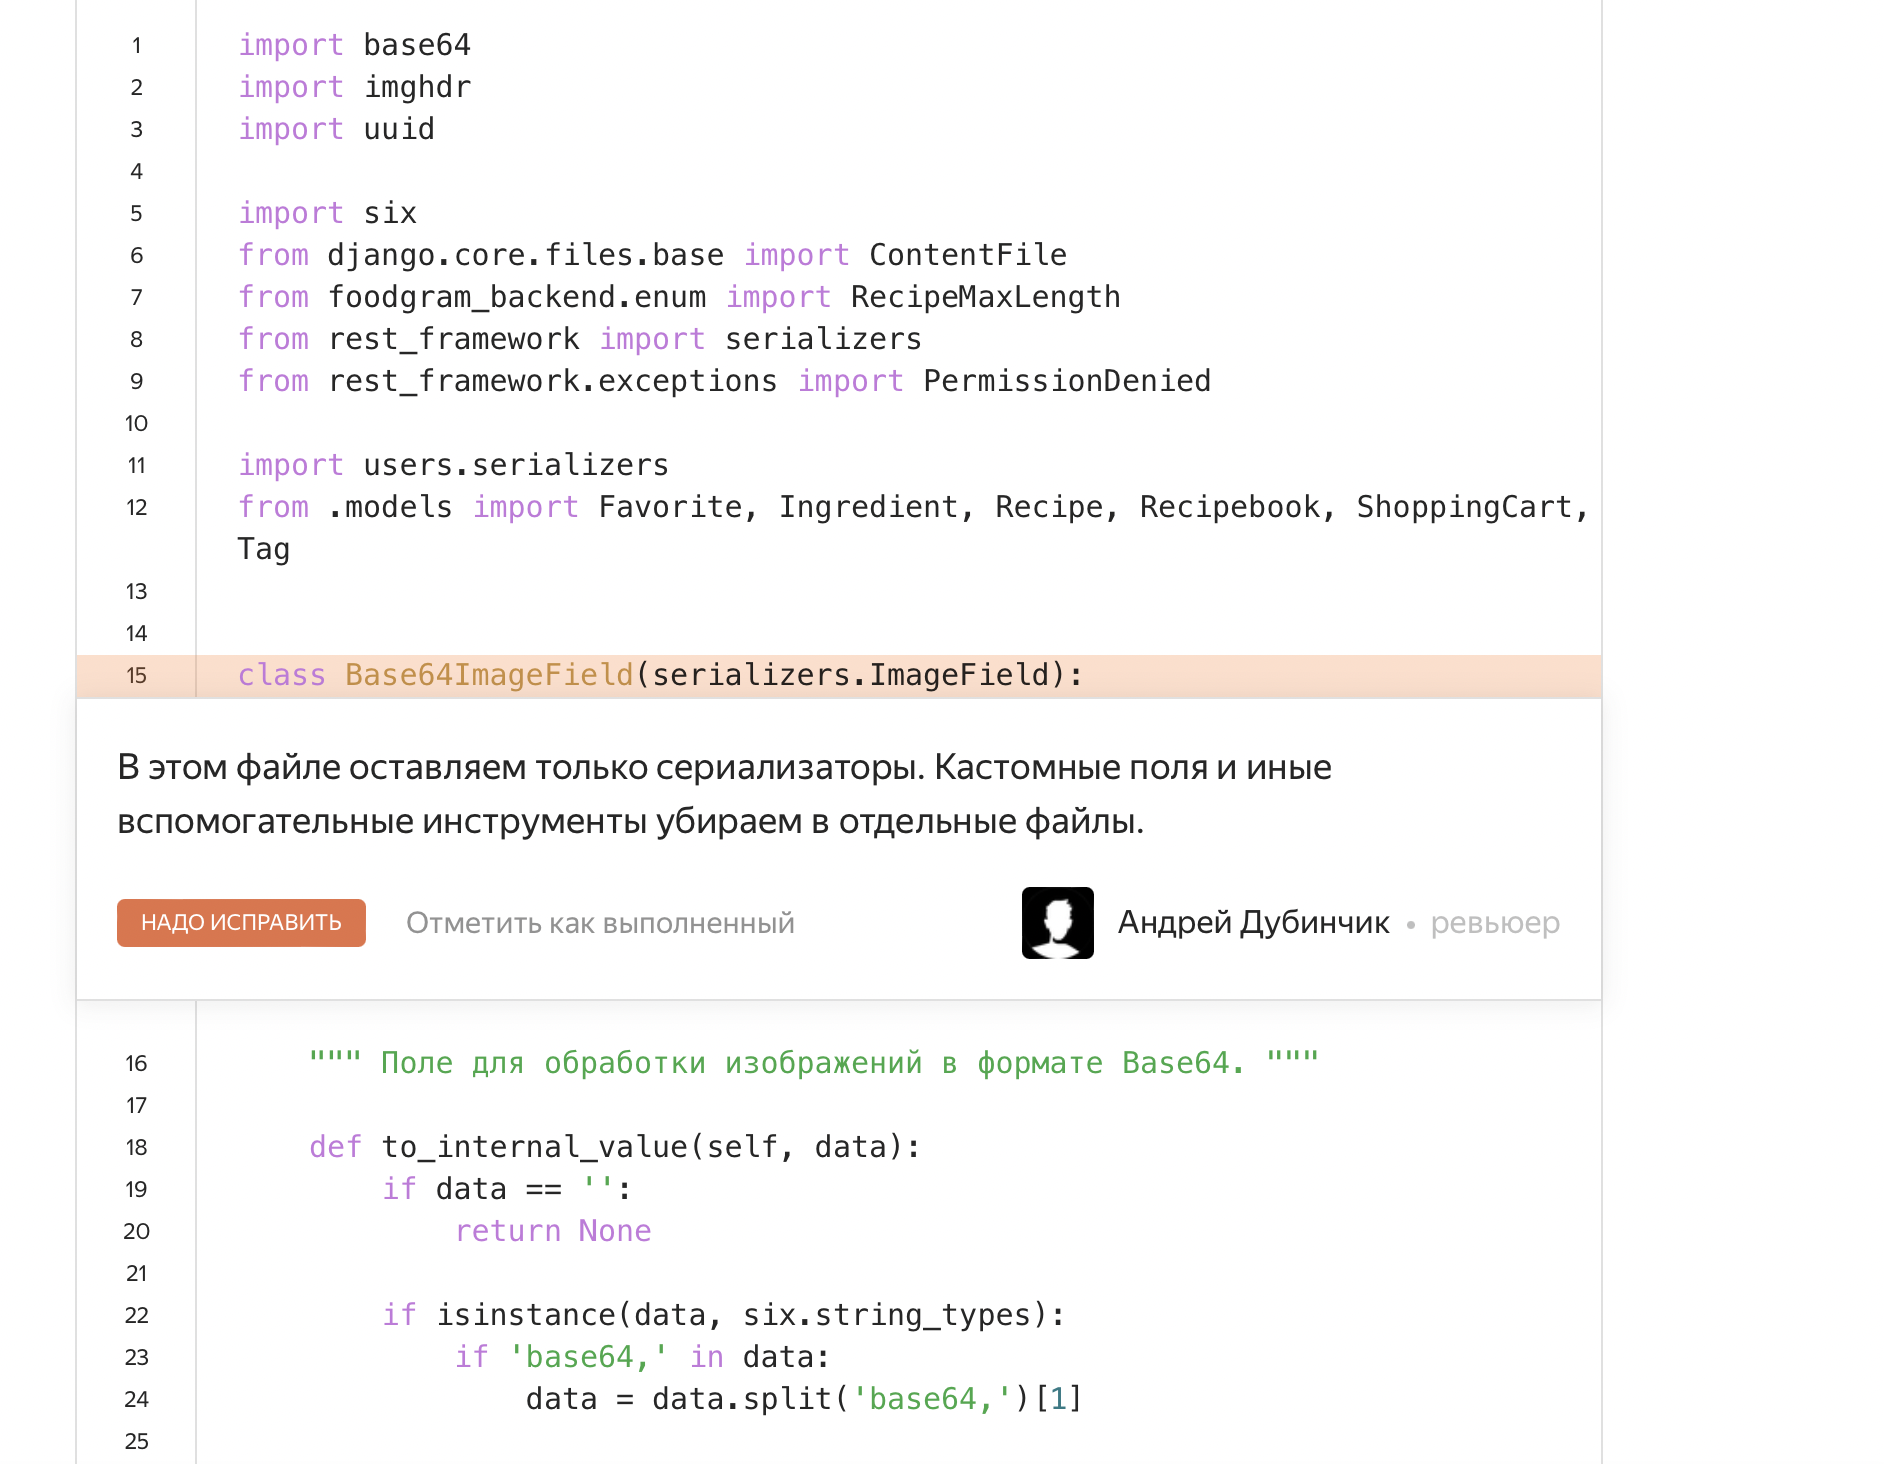 1 import base64
2 import imghdr
3 import uuid
4
5 import six
6 from django.core.files.base import ContentFile
7 from foodgram_backend.enum import RecipeMaxLength
8 from rest_framework import serializers
9 from rest_framework.exceptions import PermissionDenied
10
11 import users.serializers
12 from .models import Favorite, Ingredient, Recipe, Recipebook, ShoppingCart,
Tag
13
14
15 class Base64ImageField(serializers.ImageField):
В этом файле оставляем только сериализаторы. Кастомные поля и иные
вспомогательные инструменты убираем в отдельные файлы.
НАДО ИСПРАВИТЬ Отметить как выполненный Андрей Дубинчик • ревьюер
16 """ Поле для обработки изображений в формате Base64. """
17
18 def to_internal_value(self, data):
19 if data == '':
20 return None
21
22 if isinstance(data, six.string_types):
23 if 'base64,' in data:
24 data = data.split('base64,')[1]
25